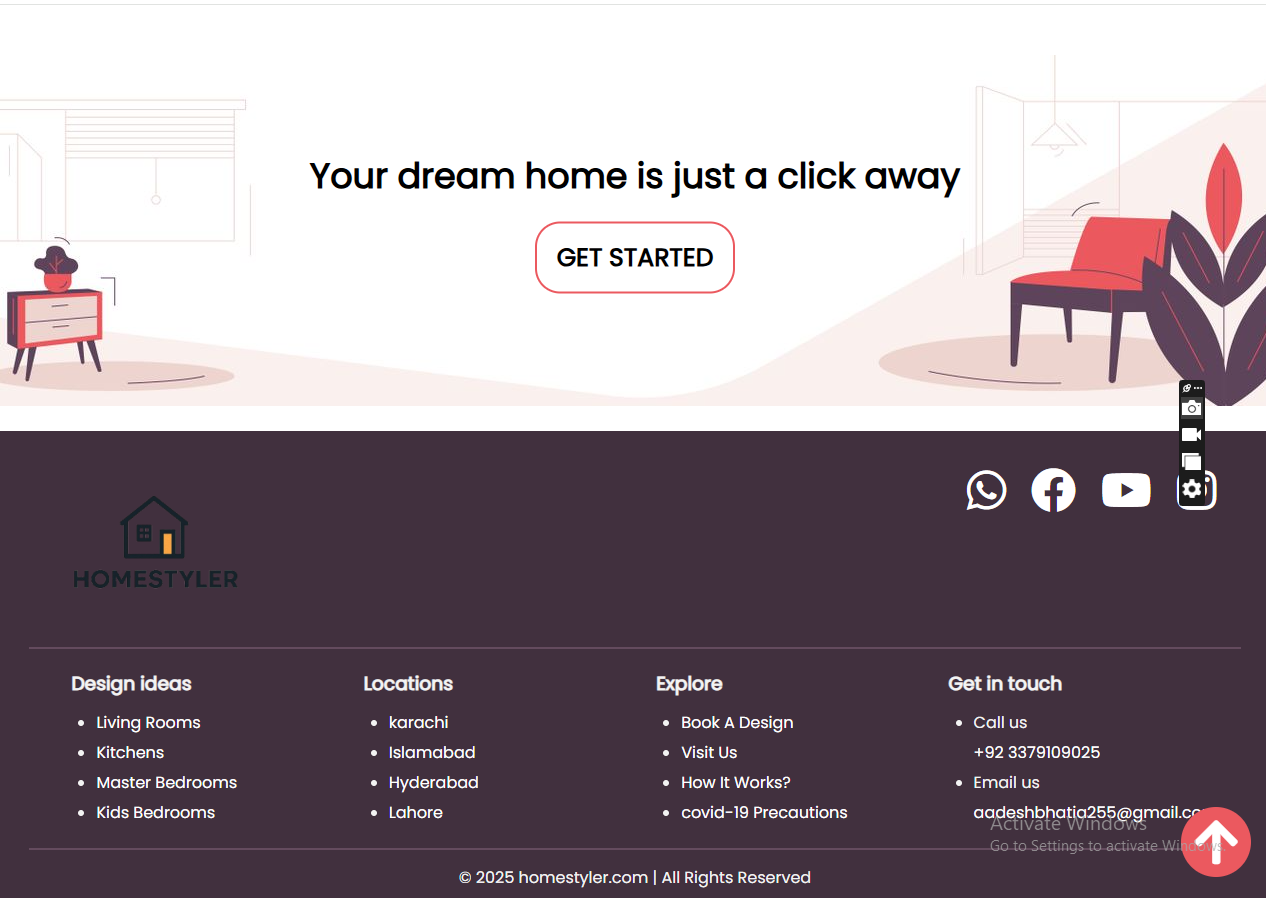 Your dream home is just a click away
GET STARTED
HOMESTYLER
Design ideas
Living Rooms
Kitchens
Master Bedrooms
Kids Bedrooms
Locations
karachi
Islamabad
Hyderabad
Lahore
Explore
Book A Design
Visit Us
How It Works?
covid-19 Precautions
Get in touch
Call us
+92 3379109025
Email us
aadeshbhatia255@gmail.co
Activate Windows
Go to Settings to activate Windows.
© 2025 homestyler.com | All Rights Reserved